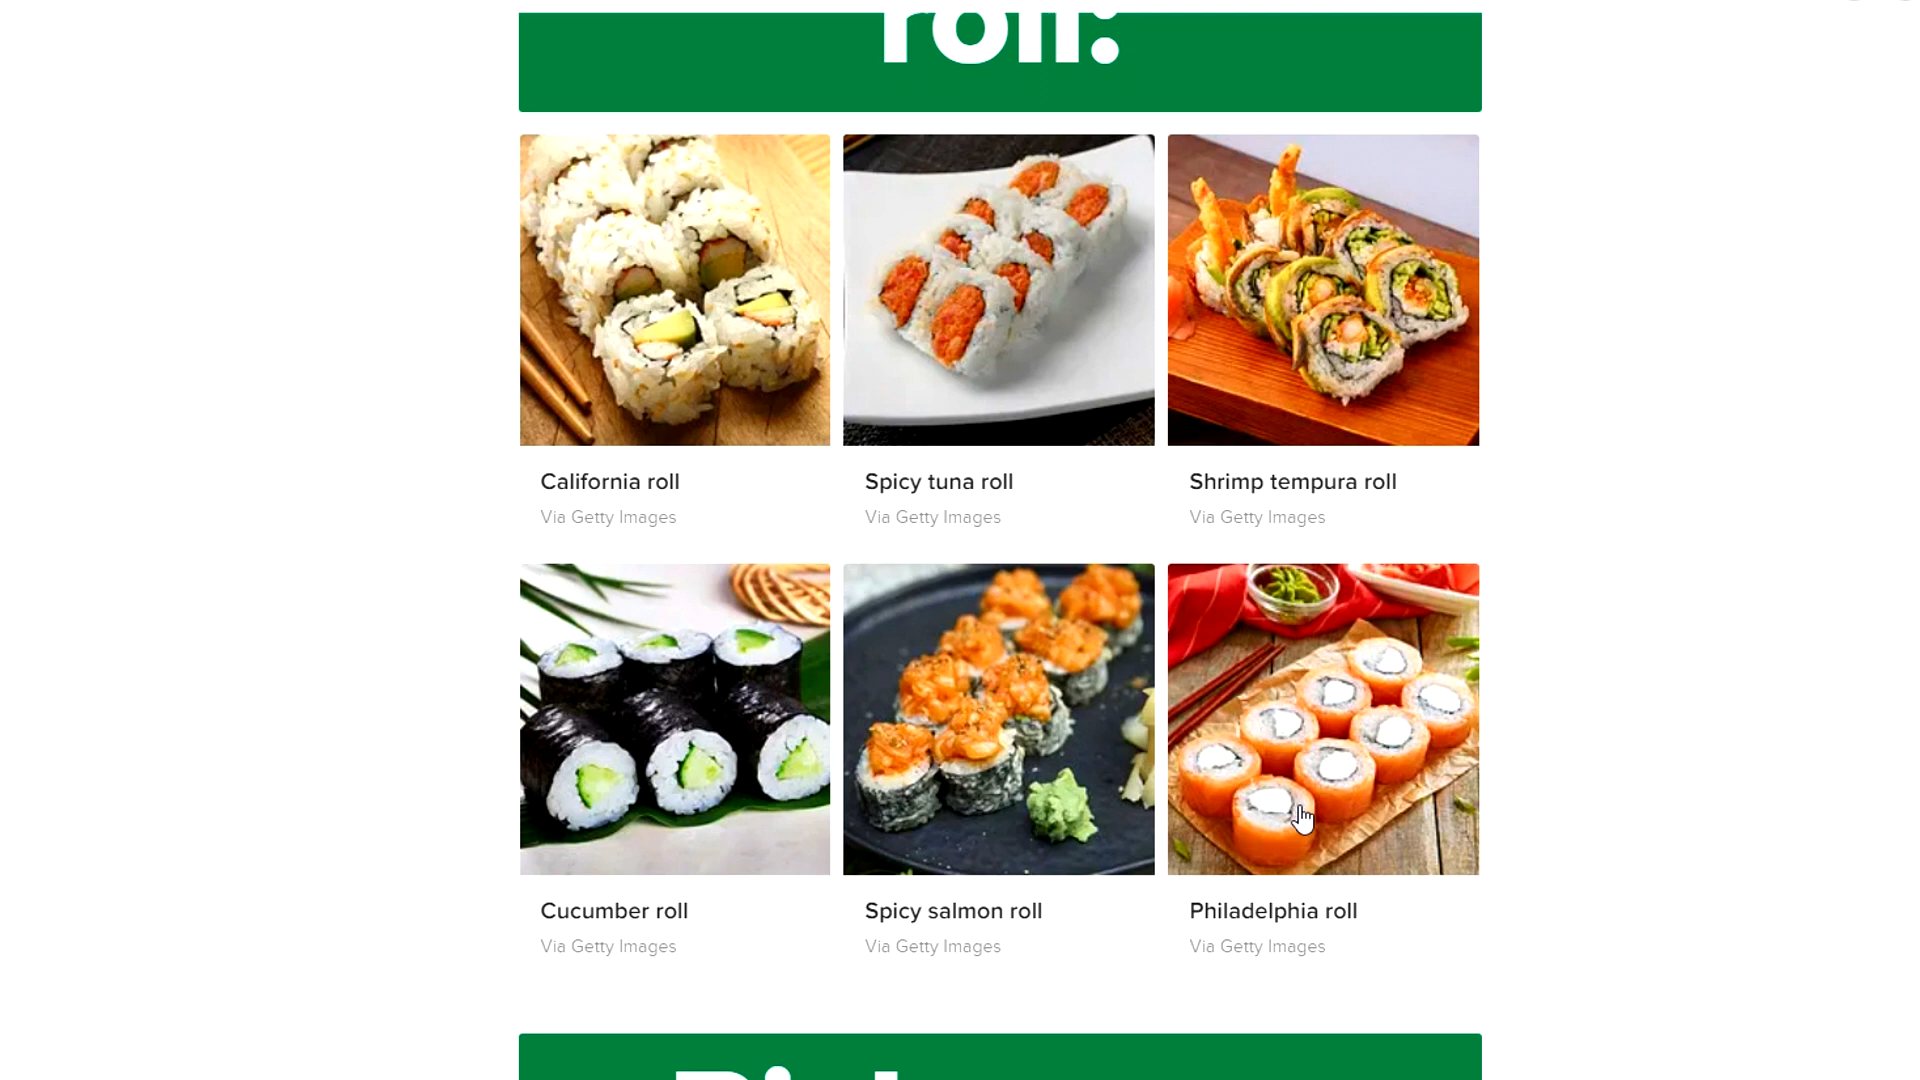 roll:
California roll
Via Getty Images
Spicy tuna roll
Via Getty Images
Shrimp tempura roll
Via Getty Images
Cucumber roll
Via Getty Images
Spicy salmon roll
Via Getty Images
Philadelphia roll
Via Getty Images